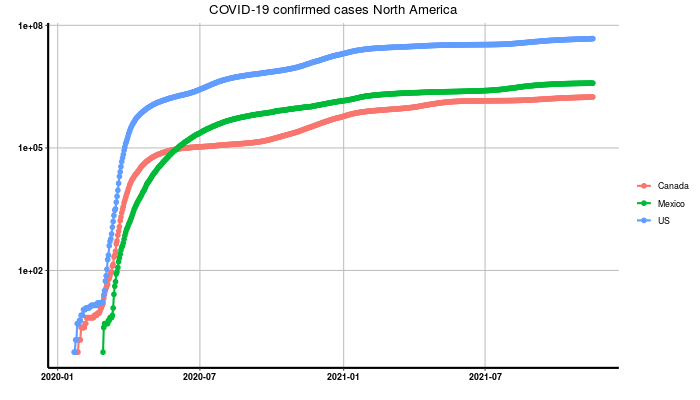 COVID-19 confirmed cases North America
1e+08
1e+05
1e+02
2020-01
2020-07
2021-01
2021-07
Canada
Mexico
US